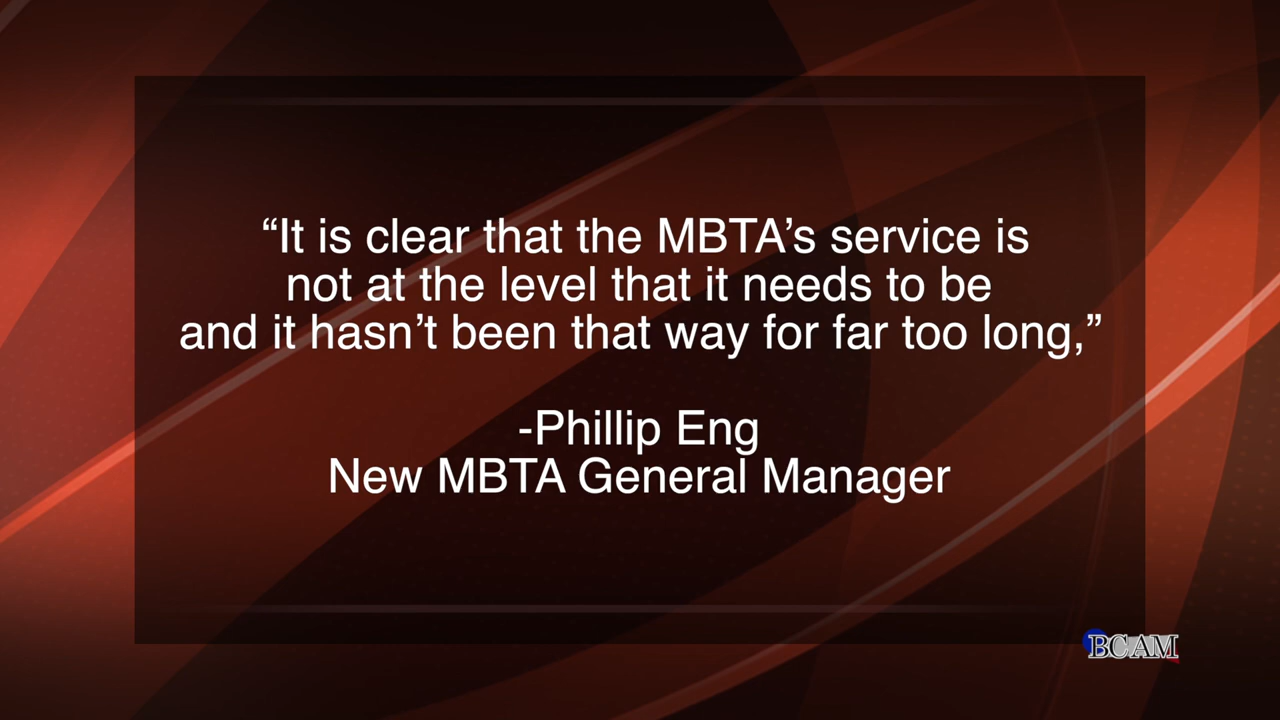 “It is clear that the MBTA’s service is
not at the level that it needs to be
and it hasn’t been that way for far too long,”
-Phillip Eng
New MBTA General Manager
BCAM